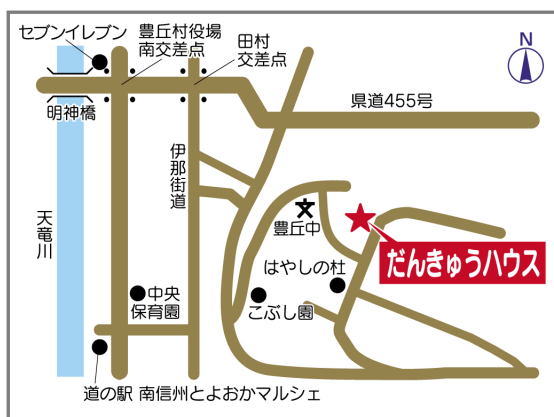 セブンイレブン
豊丘村役場
南交差点
田村
交差点
N
明神橋
県道455号
伊那街道
天竜川
豊丘中
だんきゅうハウス
はやしの杜
こぶし園
中央
保育園
道の駅 南信州とよおかマルシェ